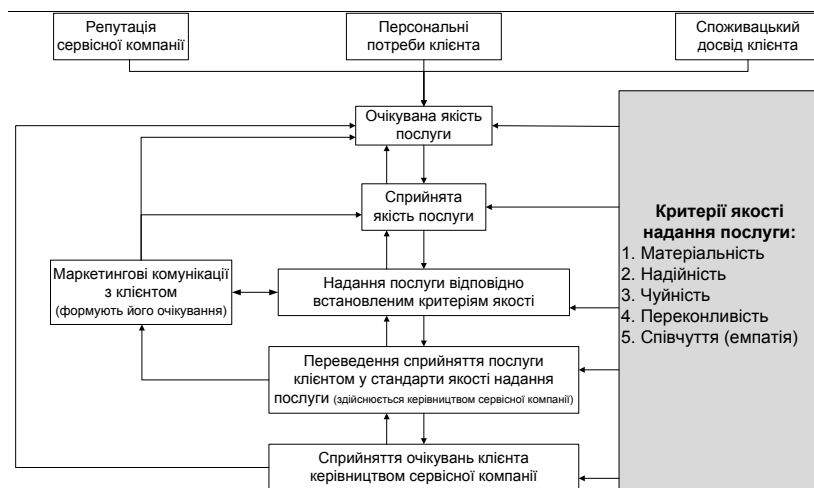 Репутація
сервісної компанії
Персональні
потреби клієнта
Споживацький
досвід клієнта
Очікувана якість
послуги
Сприйнята
якість послуги
Маркетингові комунікації
з клієнтом
(формують його очікування)
Надання послуги відповідно
встановленим критеріям якості
Переведення сприйняття послуги
клієнтом у стандарти якості надання
послуги (здійснюється керівництвом сервісної компанії)
Сприйняття очікувань клієнта
керівництвом сервісної компанії
Критерії якості
надання послуги:
1. Матеріальність
2. Надійність
3. Чуйність
4. Переконливість
5. Співчуття (емпатія)